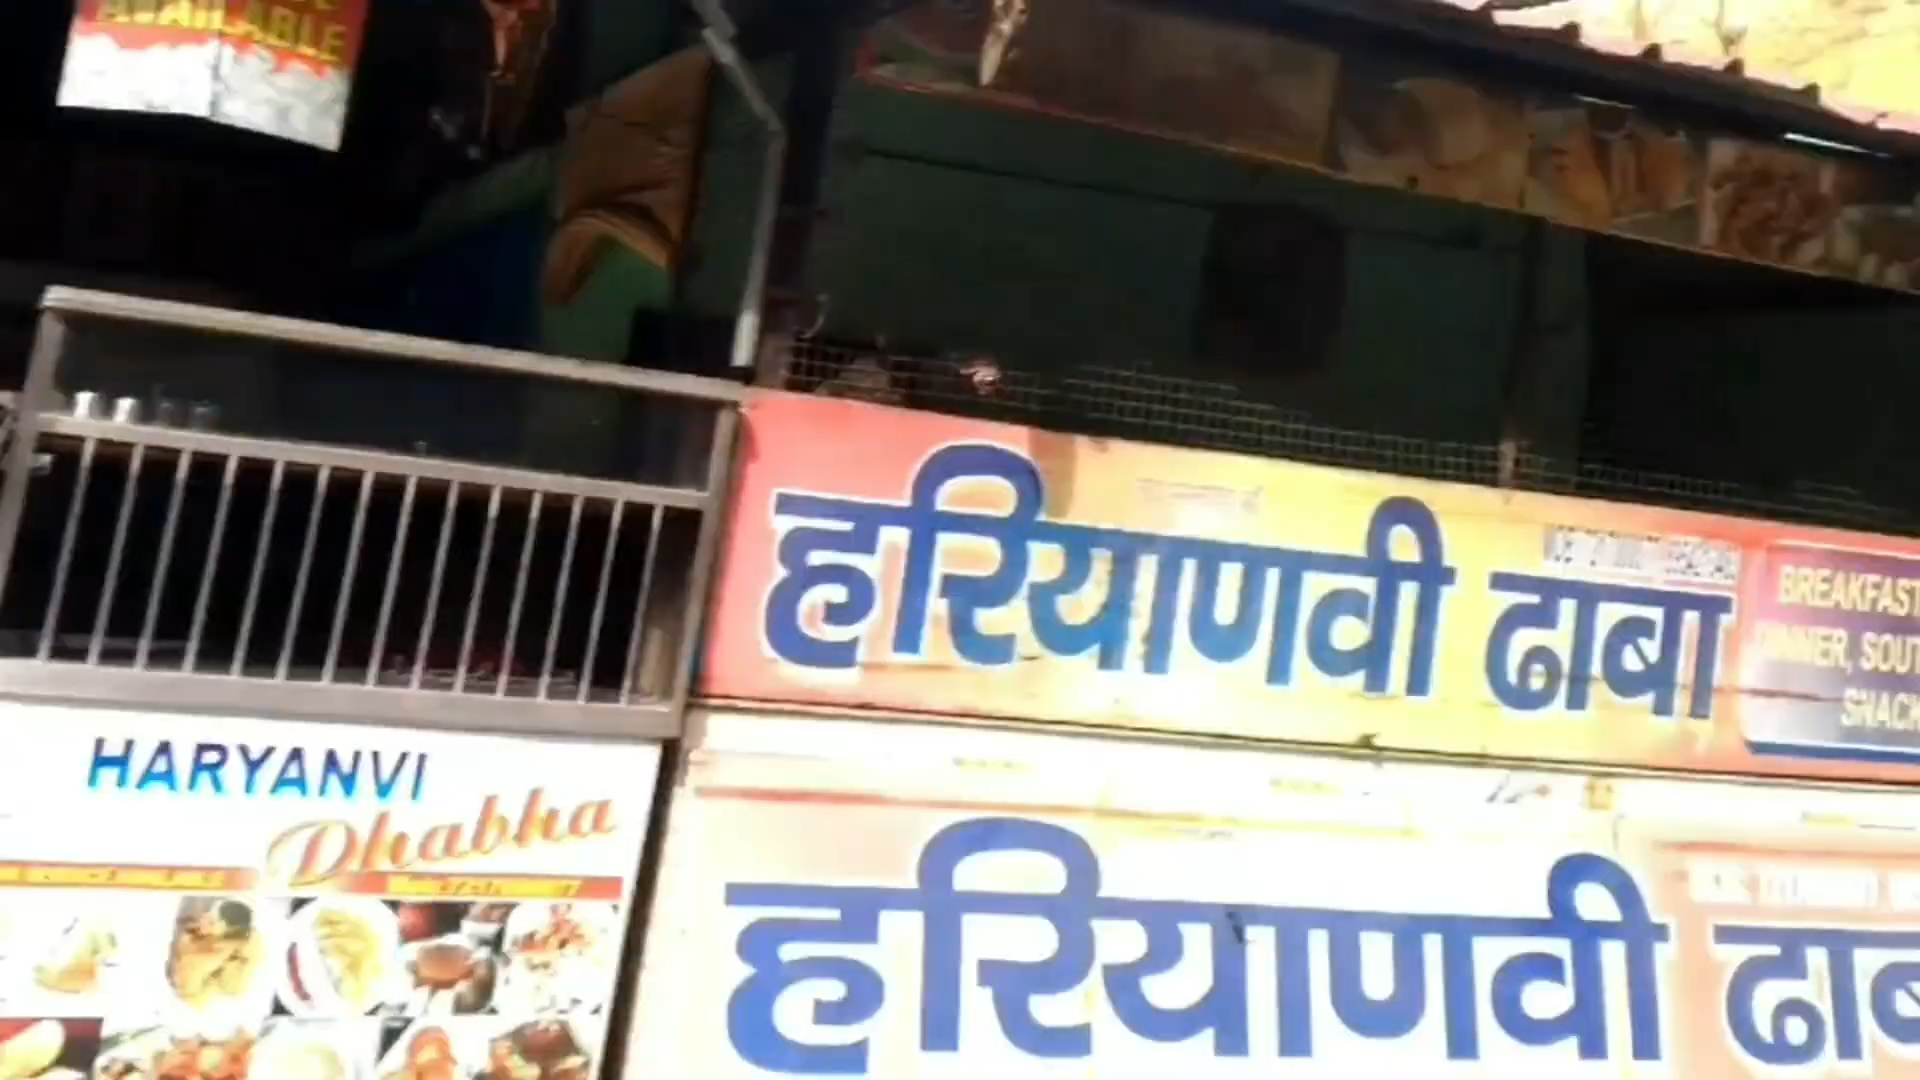 AVAILABLE
हरियाणवी ढाबा
BREAKFAST
DINNER, SOUT
SNACK
HARYANVI
Dhabha
हरियाणवी ढाब